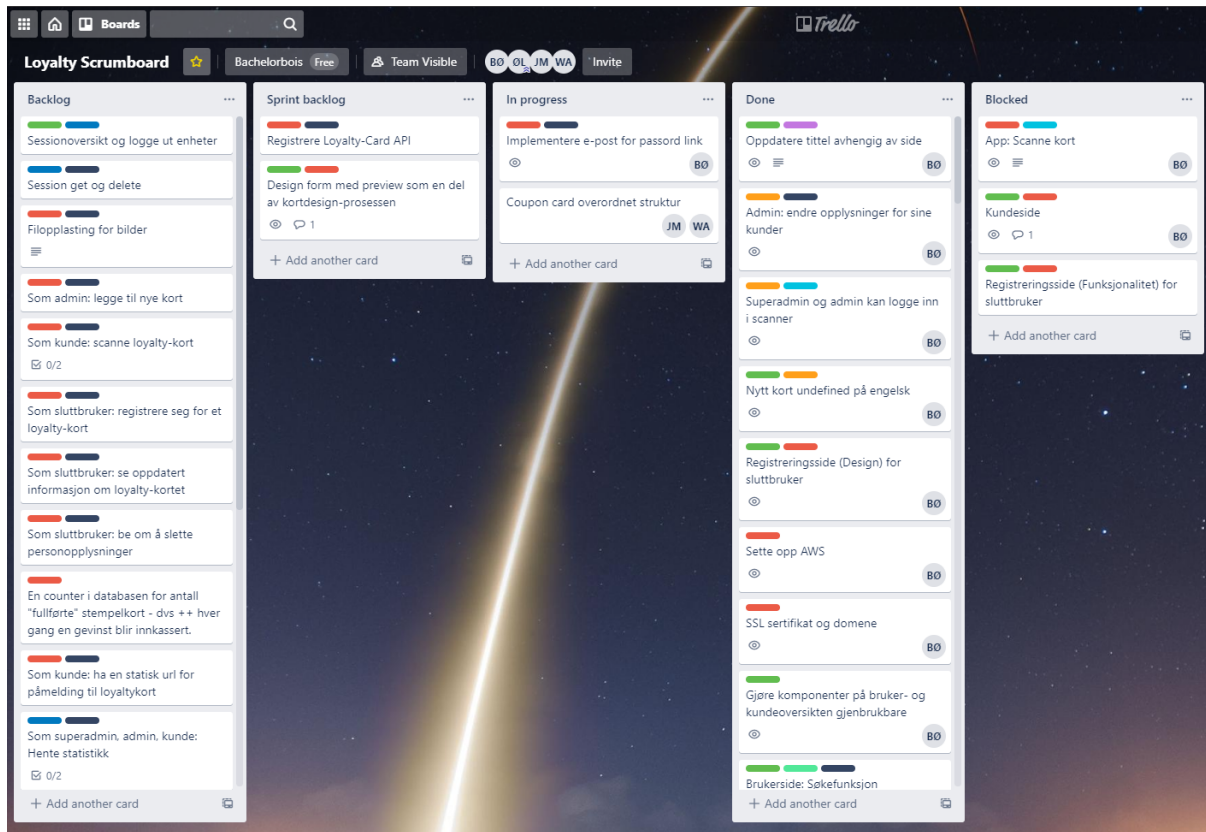 Boards
Trello
Loyalty Scrumboard
Bachelorbois Free
Team Visible
BØ ØL JM WA
Invite
Backlog
Sessionoversikt og logge ut enheter
Session get og delete
Filopplasting for bilder
Som admin: legge til nye kort
Som kunde: scanne loyalty-kort
0/2
Som sluttbruker: registrere seg for et
loyalty-kort
Som sluttbruker: se oppdatert
informasjon om loyalty-kortet
Som sluttbruker: be om å slette
personopplysninger
En counter i databasen for antall
"fullførte" stempelkort - dvs ++ hver
gang en gevinst blir innkassert.
Som kunde: ha en statisk url for
påmelding til loyaltykort
Som superadmin, admin, kunde:
Hente statistikk
0/2
+ Add another card
Sprint backlog
Registrere Loyalty-Card API
Design form med preview som en del
av kortdesign-prosessen
1
+ Add another card
In progress
Implementere e-post for passord link
BØ
Coupon card overordnet struktur
JM WA
+ Add another card
Done
Oppdatere tittel avhengig av side
BØ
Admin: endre opplysninger for sine
kunder
BØ
Superadmin og admin kan logge inn
i scanner
BØ
Nytt kort undefined på engelsk
BØ
Registreringsside (Design) for
sluttbruker
BØ
Sette opp AWS
BØ
SSL sertifikat og domene
BØ
Gjøre komponenter på bruker- og
kundeoversikten gjenbrukbare
BØ
Brukerside: Søkefunksjon
+ Add another card
Blocked
App: Scanne kort
BØ
Kundeside
1
BØ
Registreringsside (Funksjonalitet) for
sluttbruker
+ Add another card